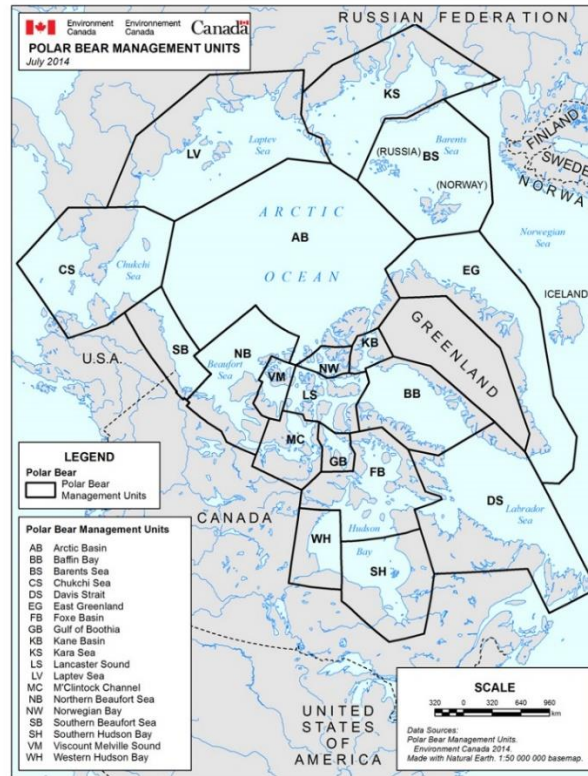 Environment Canada
Environnement Canada
Canada
POLAR BEAR MANAGEMENT UNITS
July 2014
RUSSIAN FEDERATION
KS
LV
Laptev
Sea
(RUSSIA)
BS
Barents
Sea
(NORWAY)
FINLAND
SWEDE
NORWA
ARCTIC
AB
OCEAN
Norwegian
Sea
CS
Chukchi
Sea
EG
ICELAND
GREENLAND
U.S.A.
SB
Beaufort
Sea
NB
VM
NW
KB
LS
BB
MC
GB
FB
DS
Labrador
Sea
CANADA
WH
Hudson
Bay
SH
UNITED
STATES
OF
AMERICA
LEGEND
Polar Bear
Polar Bear
Management Units
Polar Bear Management Units
AB Arctic Basin
BB Baffin Bay
BS Barents Sea
CS Chukchi Sea
DS Davis Strait
EG East Greenland
FB Foxe Basin
GB Gulf of Boothia
KB Kane Basin
KS Kara Sea
LS Lancaster Sound
LV Laptev Sea
MC M'Clintock Channel
NB Northern Beaufort Sea
NW Norwegian Bay
SB Southern Beaufort Sea
SH Southern Hudson Bay
VM Viscount Melville Sound
WH Western Hudson Bay
SCALE
320 0 320 640 960
km
Data Sources:
Polar Bear Management Units.
Environment Canada 2014.
Made with Natural Earth. 1:50 000 000 basemap